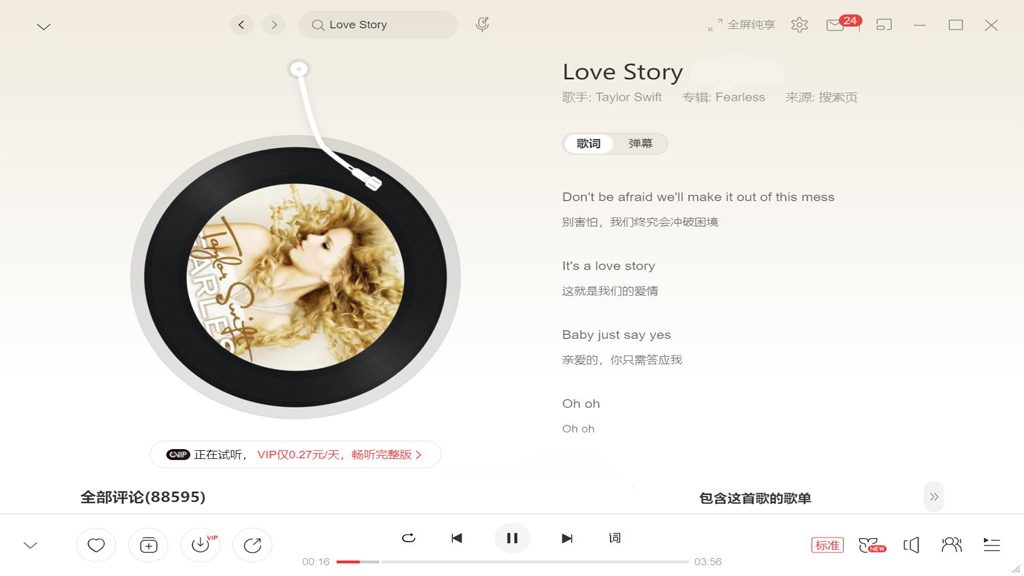 Love Story
全屏纯享
24
Love Story
歌手: Taylor Swift 专辑: Fearless 来源: 搜索页
歌词 弹幕
Don't be afraid we'll make it out of this mess
别害怕，我们终究会冲破困境
It's a love story
这就是我们的爱情
Baby just say yes
亲爱的，你只需答应我
Oh oh
Oh oh
Taylor Swift
FEARLESS
VIP 正在试听， VIP仅0.27元/天，畅听完整版
全部评论(88595)
包含这首歌的歌单
VIP
词
00:16
03:56
标准
NEW